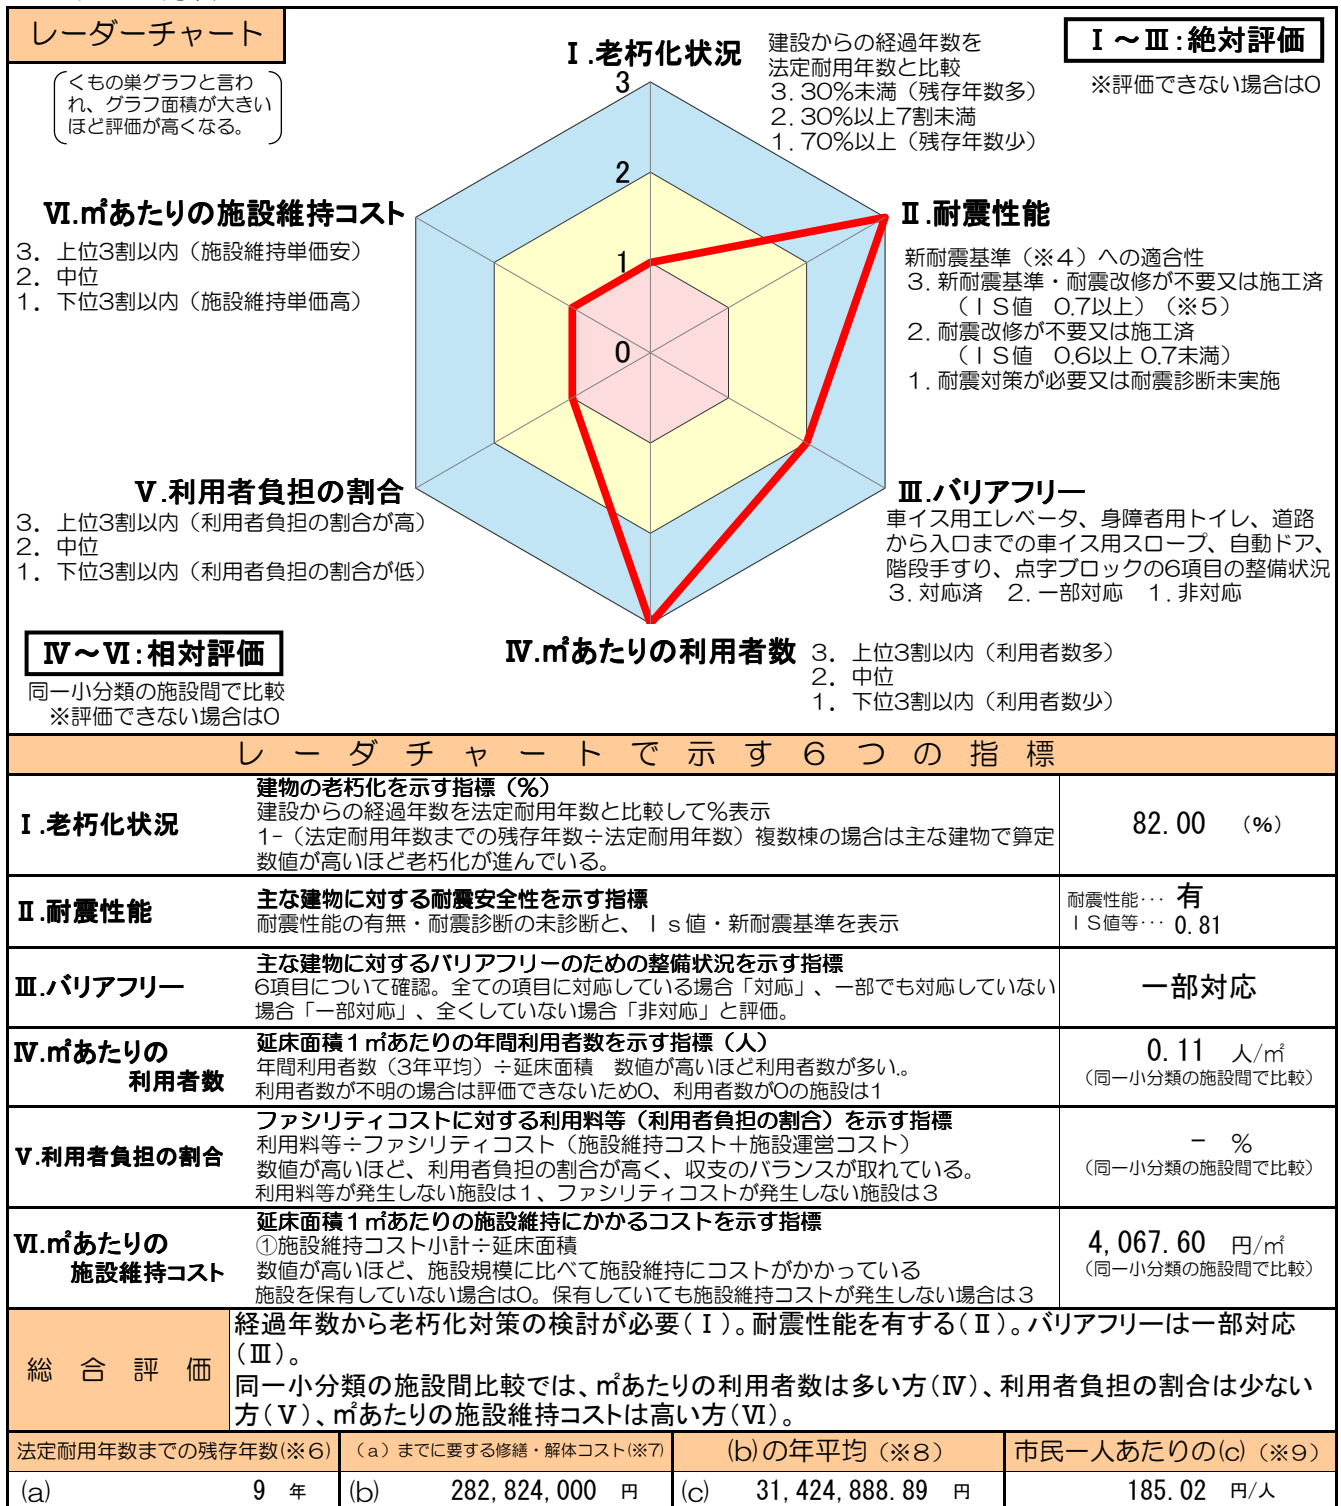 レーダーチャート
くもの巣グラフと言わ
れ、グラフ面積が大きい
ほど評価が高くなる。
Ⅰ.老朽化状況
建設からの経過年数を
法定耐用年数と比較
3.30％未満（残存年数多）
2.30％以上7割未満
1.70％以上（残存年数少）
Ⅰ～Ⅲ：絶対評価
※評価できない場合は0
3
2
1
0
Ⅱ.耐震性能
新耐震基準（※4）への適合性
3.新耐震基準・耐震改修が不要又は施工済
（ＩＳ値　0.7以上）（※5）
2.耐震改修が不要又は施工済
（ＩＳ値　0.6以上 0.7未満）
1.耐震対策が必要又は耐震診断未実施
Ⅲ.バリアフリー
車イス用エレベータ、身障者用トイレ、道路
から入口までの車イス用スロープ、自動ドア、
階段手すり、点字ブロックの6項目の整備状況
3.対応済　2.一部対応　1.非対応
Ⅳ.㎡あたりの利用者数
3.　上位3割以内（利用者数多）
2.　中位
1.　下位3割以内（利用者数少）
Ⅵ.㎡あたりの施設維持コスト
3.　上位3割以内（施設維持単価安）
2.　中位
1.　下位3割以内（施設維持単価高）
Ⅴ.利用者負担の割合
3.　上位3割以内（利用者負担の割合が高）
2.　中位
1.　下位3割以内（利用者負担の割合が低）
Ⅳ～Ⅵ：相対評価
同一小分類の施設間で比較
※評価できない場合は0
レーダチャートで示す６つの指標
Ⅰ.老朽化状況
建物の老朽化を示す指標（％）
建設からの経過年数を法定耐用年数と比較して％表示
1-（法定耐用年数までの残存年数÷法定耐用年数）複数棟の場合は主な建物で算定
数値が高いほど老朽化が進んでいる。
82.00　（％）
Ⅱ.耐震性能
主な建物に対する耐震安全性を示す指標
耐震性能の有無・耐震診断の未診断と、Ｉｓ値・新耐震基準を表示
耐震性能…　有
ＩＳ値等…　0.81
Ⅲ.バリアフリー
主な建物に対するバリアフリーのための整備状況を示す指標
6項目について確認。全ての項目に対応している場合「対応」、一部でも対応していない
場合「一部対応」、全くしていない場合「非対応」と評価。
一部対応
Ⅳ.㎡あたりの
利用者数
延床面積１㎡あたりの年間利用者数を示す指標（人）
年間利用者数（3年平均）÷延床面積　数値が高いほど利用者数が多い。
利用者数が不明の場合は評価できないため0、利用者数が0の施設は1
0.11　人/㎡
（同一小分類の施設間で比較）
Ⅴ.利用者負担の割合
ファシリティコストに対する利用料等（利用者負担の割合）を示す指標
利用料等÷ファシリティコスト（施設維持コスト＋施設運営コスト）
数値が高いほど、利用者負担の割合が高く、収支のバランスが取れている。
利用料等が発生しない施設は１、ファシリティコストが発生しない施設は３
-　％
（同一小分類の施設間で比較）
Ⅵ.㎡あたりの
施設維持コスト
延床面積１㎡あたりの施設維持にかかるコストを示す指標
①施設維持コスト小計÷延床面積
数値が高いほど、施設規模に比べて施設維持にコストがかかっている
施設を保有していない場合は0。保有していても施設維持コストが発生しない場合は３
4,067.60　円/㎡
（同一小分類の施設間で比較）
総合評価
経過年数から老朽化対策の検討が必要(Ⅰ)。耐震性能を有する(Ⅱ)。バリアフリーは一部対応
(Ⅲ)。
同一小分類の施設間比較では、㎡あたりの利用者数は多い方(Ⅳ)、利用者負担の割合は少ない
方(Ⅴ)、㎡あたりの施設維持コストは高い方(Ⅵ)。
法定耐用年数までの残存年数(※6)
（a）までに要する修繕・解体コスト(※7)
(b)の年平均（※8）
市民一人あたりの(c)（※9）
(a)　9　年
(b)　282,824,000　円
(c)　31,424,888.89　円
185.02　円/人